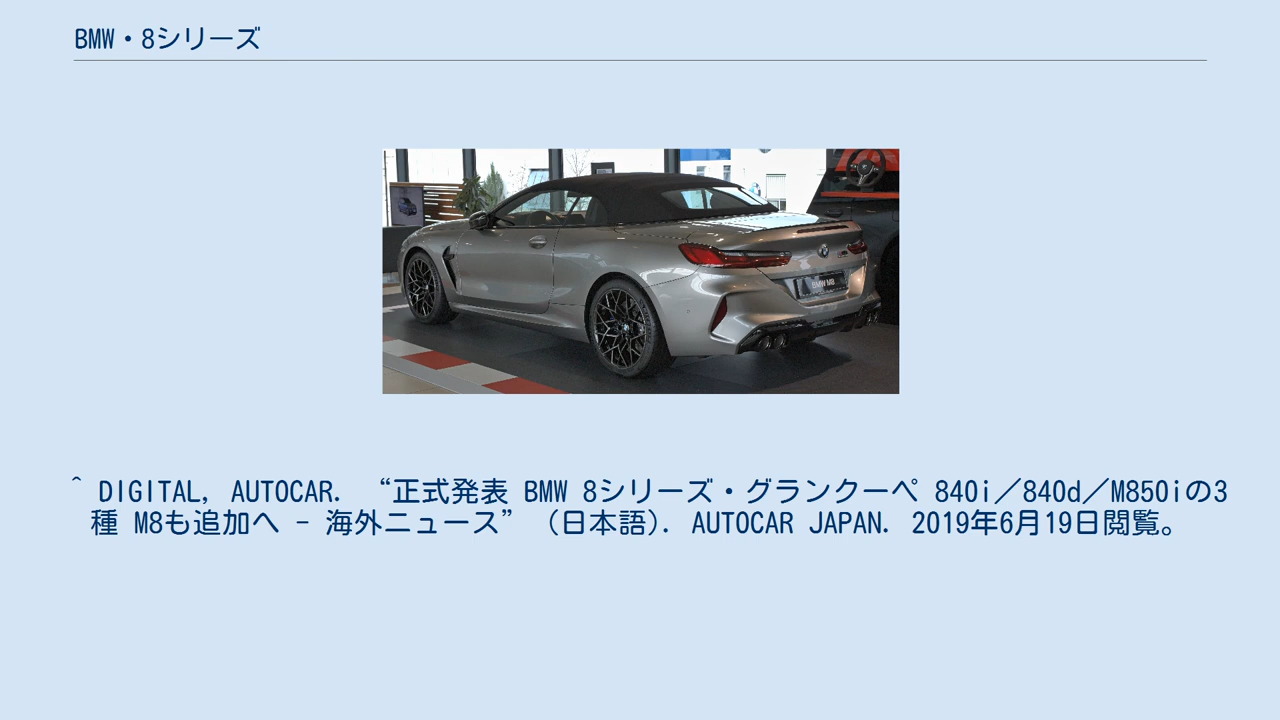 BMW・8シリーズ
BMW M8
^ DIGITAL, AUTOCAR. “正式発表 BMW 8シリーズ・グランクーペ 840i／840d／M850iの3
種 M8も追加へ - 海外ニュース” (日本語). AUTOCAR JAPAN. 2019年6月19日閲覧。